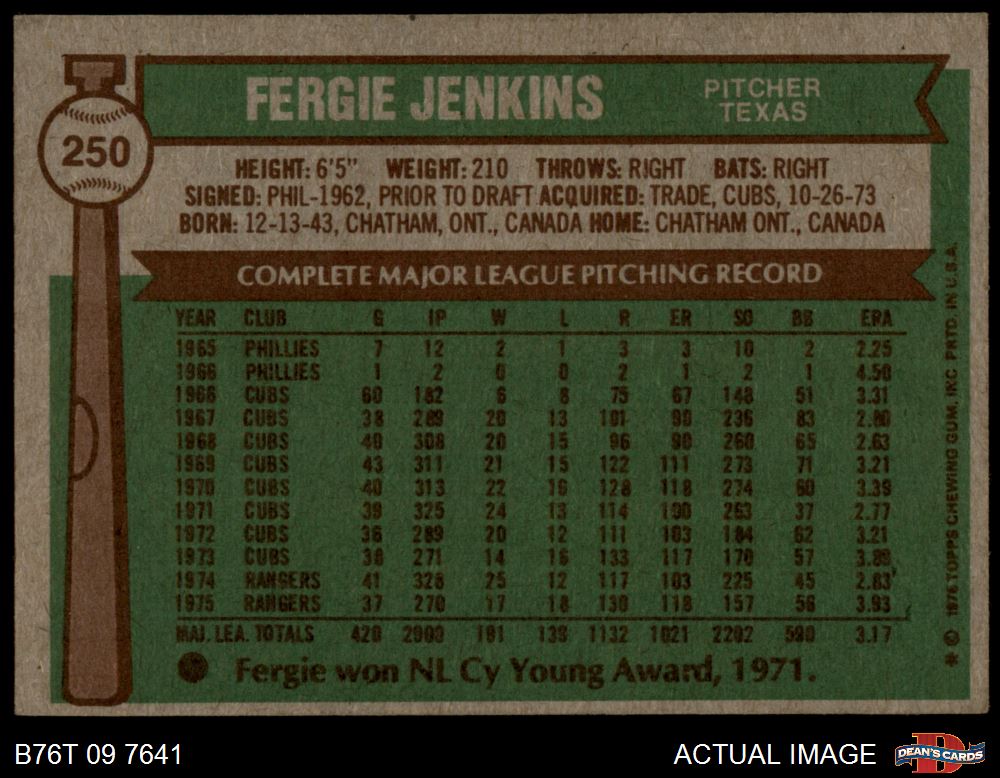 250
FERGIE JENKINS
PITCHER
TEXAS
HEIGHT: 6'5" WEIGHT: 210 THROWS: RIGHT BATS: RIGHT
SIGNED: PHIL-1962, PRIOR TO DRAFT ACQUIRED: TRADE, CUBS, 10-26-73
BORN: 12-13-43, CHATHAM, ONT., CANADA HOME: CHATHAM ONT., CANADA
COMPLETE MAJOR LEAGUE PITCHING RECORD
YEAR CLUB G IP W L R ER SO BB ERA
1965 PHILLIES 7 12 2 1 3 3 10 2 2.25
1966 PHILLIES 1 2 0 0 2 1 2 1 4.50
1966 CUBS 60 182 6 8 75 67 148 51 3.31
1967 CUBS 38 289 20 13 101 90 236 83 2.80
1968 CUBS 40 308 20 15 96 90 260 65 2.63
1969 CUBS 43 311 21 15 122 111 273 71 3.21
1970 CUBS 40 313 22 16 128 118 274 60 3.39
1971 CUBS 39 325 24 13 114 100 263 37 2.77
1972 CUBS 36 289 20 12 111 103 184 62 3.21
1973 CUBS 38 271 14 16 133 117 170 57 3.89
1974 RANGERS 41 328 25 12 117 103 225 45 2.83
1975 RANGERS 37 270 17 18 130 118 157 56 3.93
MAJ. LEA. TOTALS 420 2900 191 139 1132 1021 2202 590 3.17
Fergie won NL Cy Young Award, 1971.
* © 1976 TOPPS CHEWING GUM, INC. PRTD. IN U.S.A.
B76T 09 7641
ACTUAL IMAGE
DEAN'S CARDS